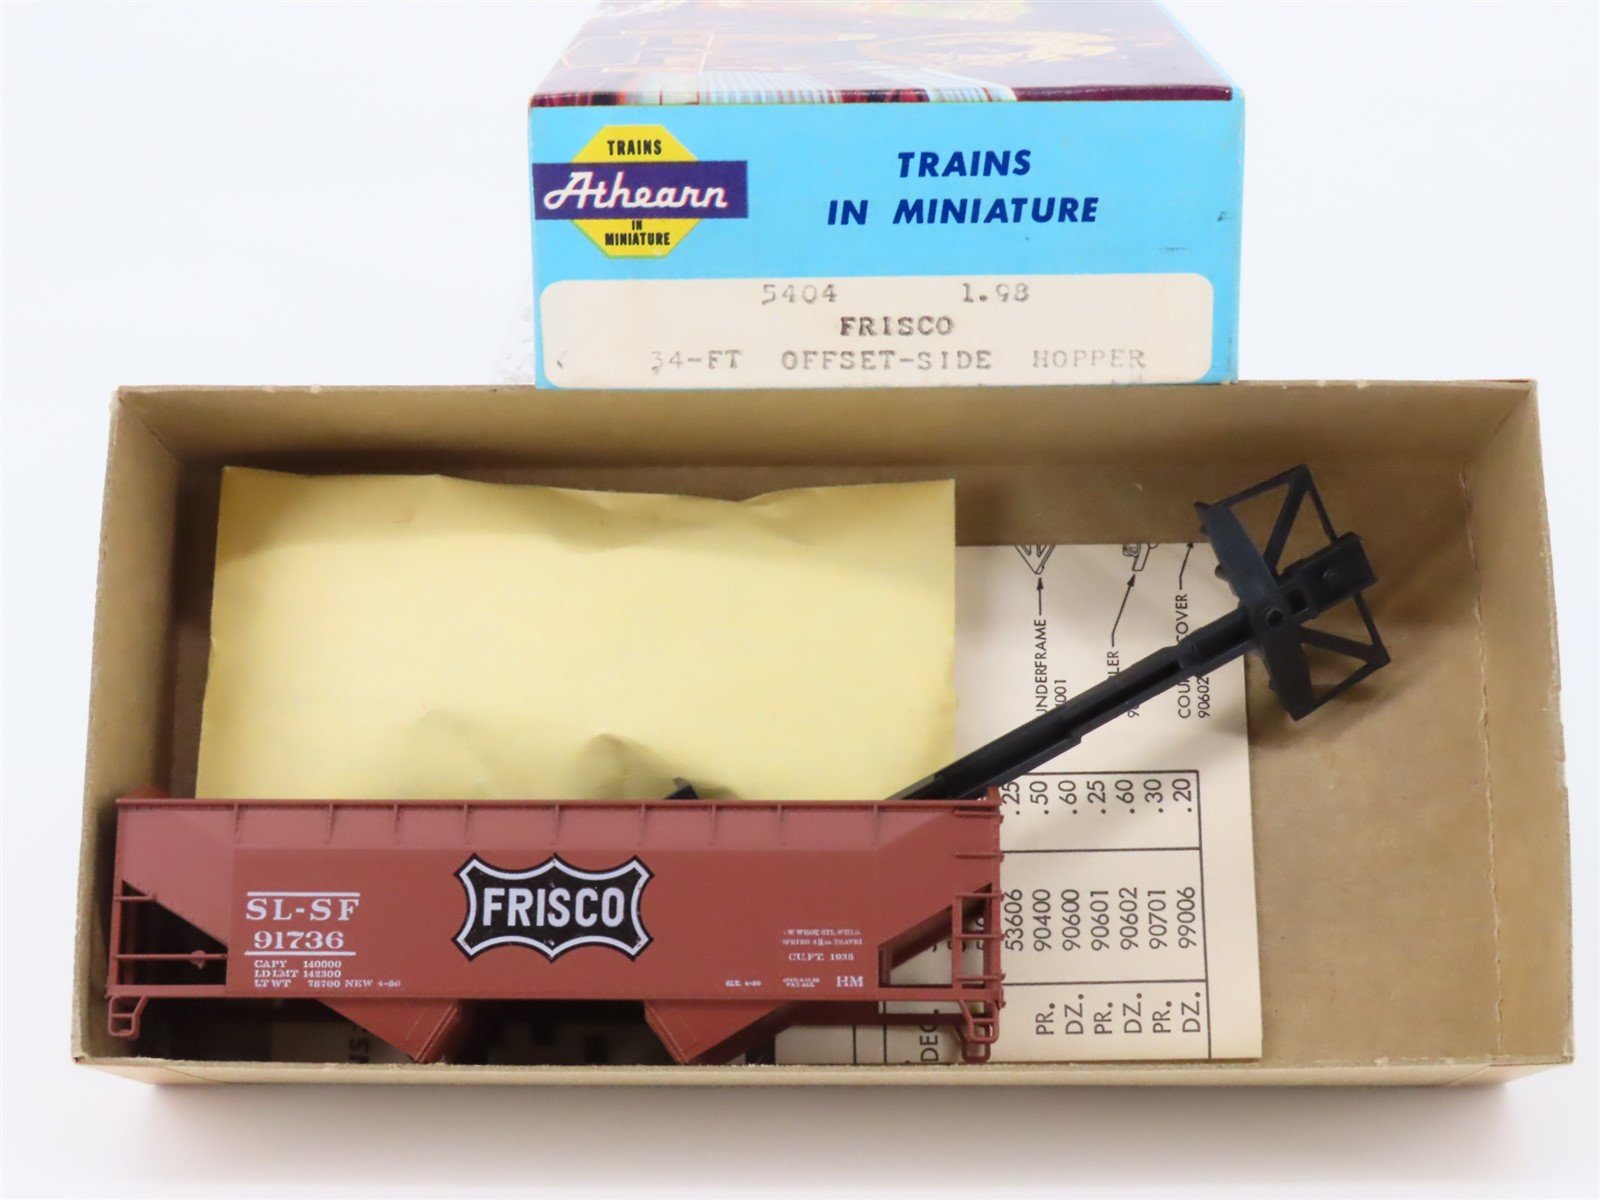 TRAINS
Athearn
IN
MINIATURE
TRAINS
IN MINIATURE
5404 1.98
FRISCO
34-FT OFFSET-SIDE HOPPER
UNDERFRAME
COVER
90602
.25
.50
.60
.25
.60
.30
.20
53606
90400
90600
90601
90602
90701
99006
PR.
DZ.
PR.
DZ.
PR.
DZ.
SL-SF
91736
CAPY 140000
LD LMT 142300
LT WT 78700 NEW 4-50
FRISCO
CU.FT. 1935
HM